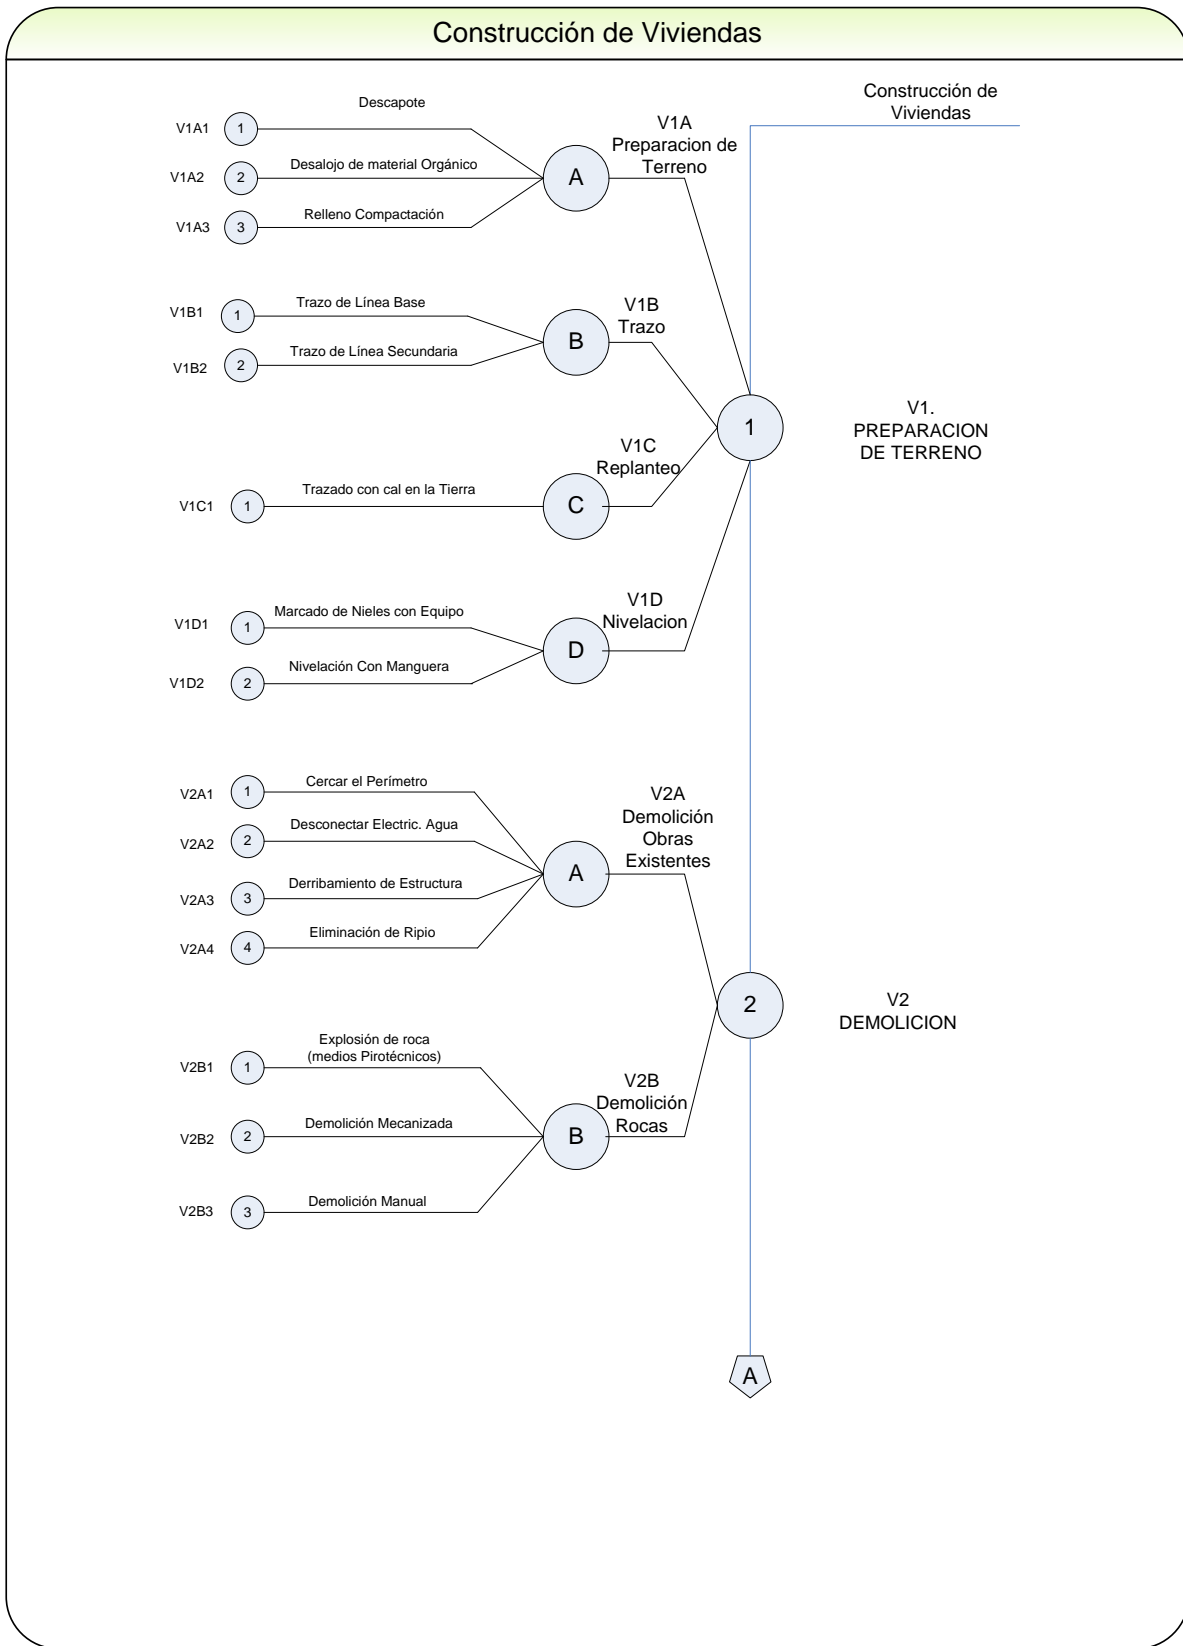 Construcción de Viviendas
Construcción de
Viviendas
Descapote
V1A1
1
V1A2
2
Desalojo de material Orgánico
V1A3
3
Relleno Compactación
A
V1A
Preparacion de
Terreno
V1B1
1
Trazo de Línea Base
V1B2
2
Trazo de Línea Secundaria
B
V1B
Trazo
1
V1.
PREPARACION
DE TERRENO
V1C
Replanteo
V1C1
1
Trazado con cal en la Tierra
C
V1D1
1
Marcado de Nieles con Equipo
V1D2
2
Nivelación Con Manguera
D
V1D
Nivelacion
V2A1
1
Cercar el Perímetro
V2A2
2
Desconectar Electric. Agua
V2A3
3
Derribamiento de Estructura
V2A4
4
Eliminación de Ripio
A
V2A
Demolición
Obras
Existentes
2
V2
DEMOLICION
V2B1
1
Explosión de roca
(medios Pirotécnicos)
V2B2
2
Demolición Mecanizada
V2B3
3
Demolición Manual
B
V2B
Demolición
Rocas
A